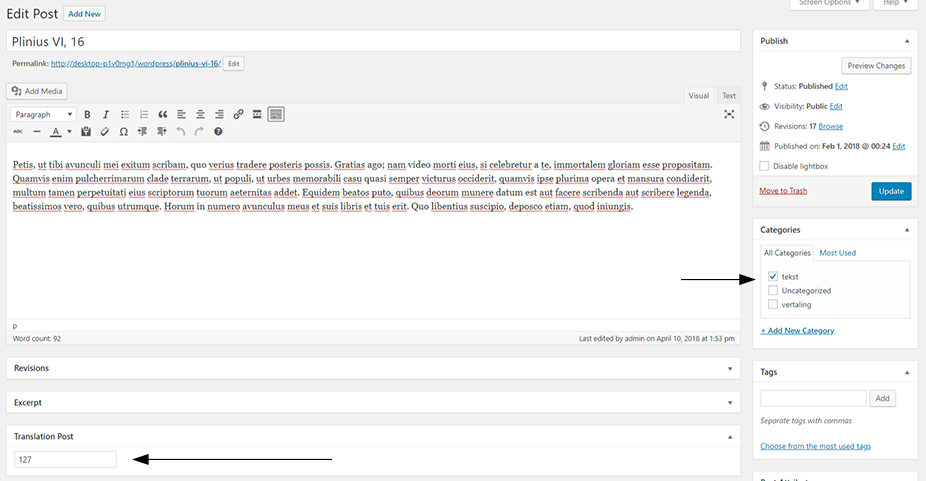 Screen Options ▼ Help ▼
Edit Post Add New
Plinius VI, 16
Permalink: http://desktop-p1v0mg1/wordpress/plinius-vi-16/ Edit
Add Media
Visual Text
Paragraph
Petis, ut tibi avunculi mei exitum scribam, quo verius tradere posteris possis. Gratias ago; nam video morti eius, si celebretur a te, immortalem gloriam esse propositam.
Quamvis enim pulcherrimarum clade terrarum, ut populi, ut urbes memorabili casu quasi semper victurus occiderit, quamvis ipse plurima opera et mansura condiderit,
multum tamen perpetuitati eius scriptorum tuorum aeternitas addet. Equidem beatos puto, quibus deorum munere datum est aut facere scribenda aut scribere legenda,
beatissimos vero, quibus utrumque. Horum in numero avunculus meus et suis libris et tuis erit. Quo libentius suscipio, deposco etiam, quod iniungis.
p
Word count: 92 Last edited by admin on April 10, 2018 at 1:53 pm
Revisions
Excerpt
Translation Post
127
Publish
Preview Changes
Status: Published Edit
Visibility: Public Edit
Revisions: 17 Browse
Published on: Feb 1, 2018 @ 00:24 Edit
Disable lightbox
Move to Trash Update
Categories
All Categories Most Used
tekst
Uncategorized
vertaling
+ Add New Category
Tags
Add
Separate tags with commas
Choose from the most used tags